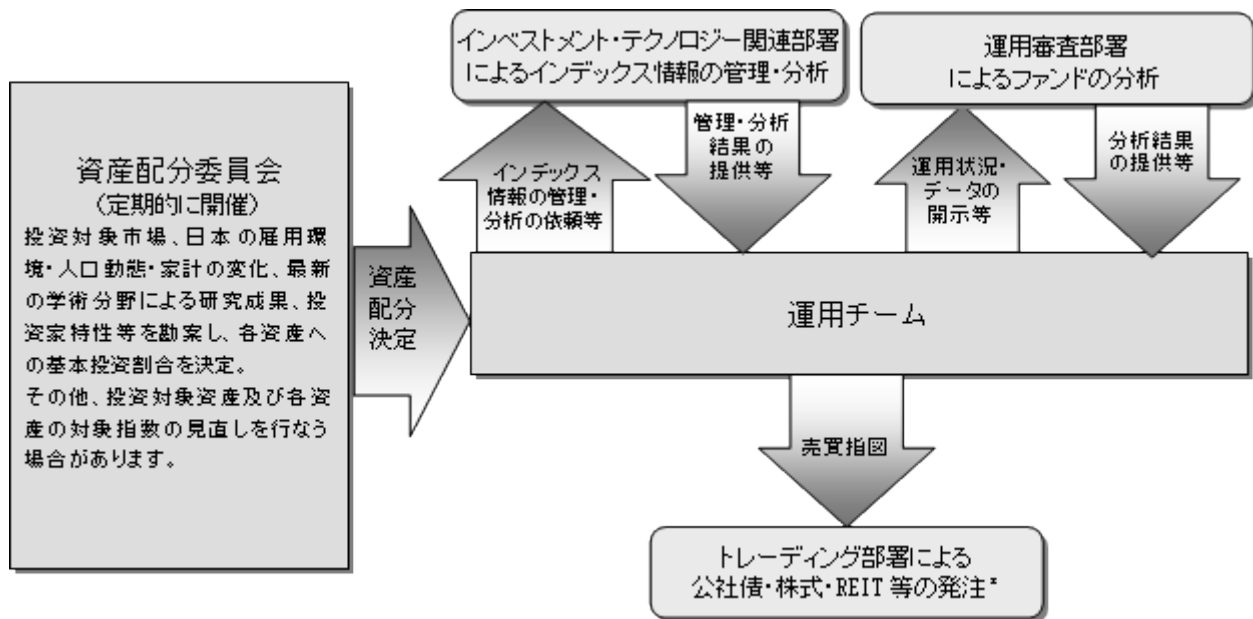 インベストメント・テクノロジー関連部署
によるインデックス情報の管理・分析
運用審査部署
によるファンドの分析
資産配分委員会
（定期的に開催）
投資対象市場、日本の雇用環
境・人口動態・家計の変化、最新
の学術分野による研究成果、投
資家特性等を勘案し、各資産へ
の基本投資割合を決定。
その他、投資対象資産及び各資
産の対象指数の見直しを行なう
場合があります。
資産
配分
決定
インデックス
情報の管理・
分析の依頼等
管理・分析
結果の
提供等
運用状況・
データの
開示等
分析結果
の提供等
運用チーム
売買指図
トレーディング部署による
公社債・株式・REIT 等の発注*